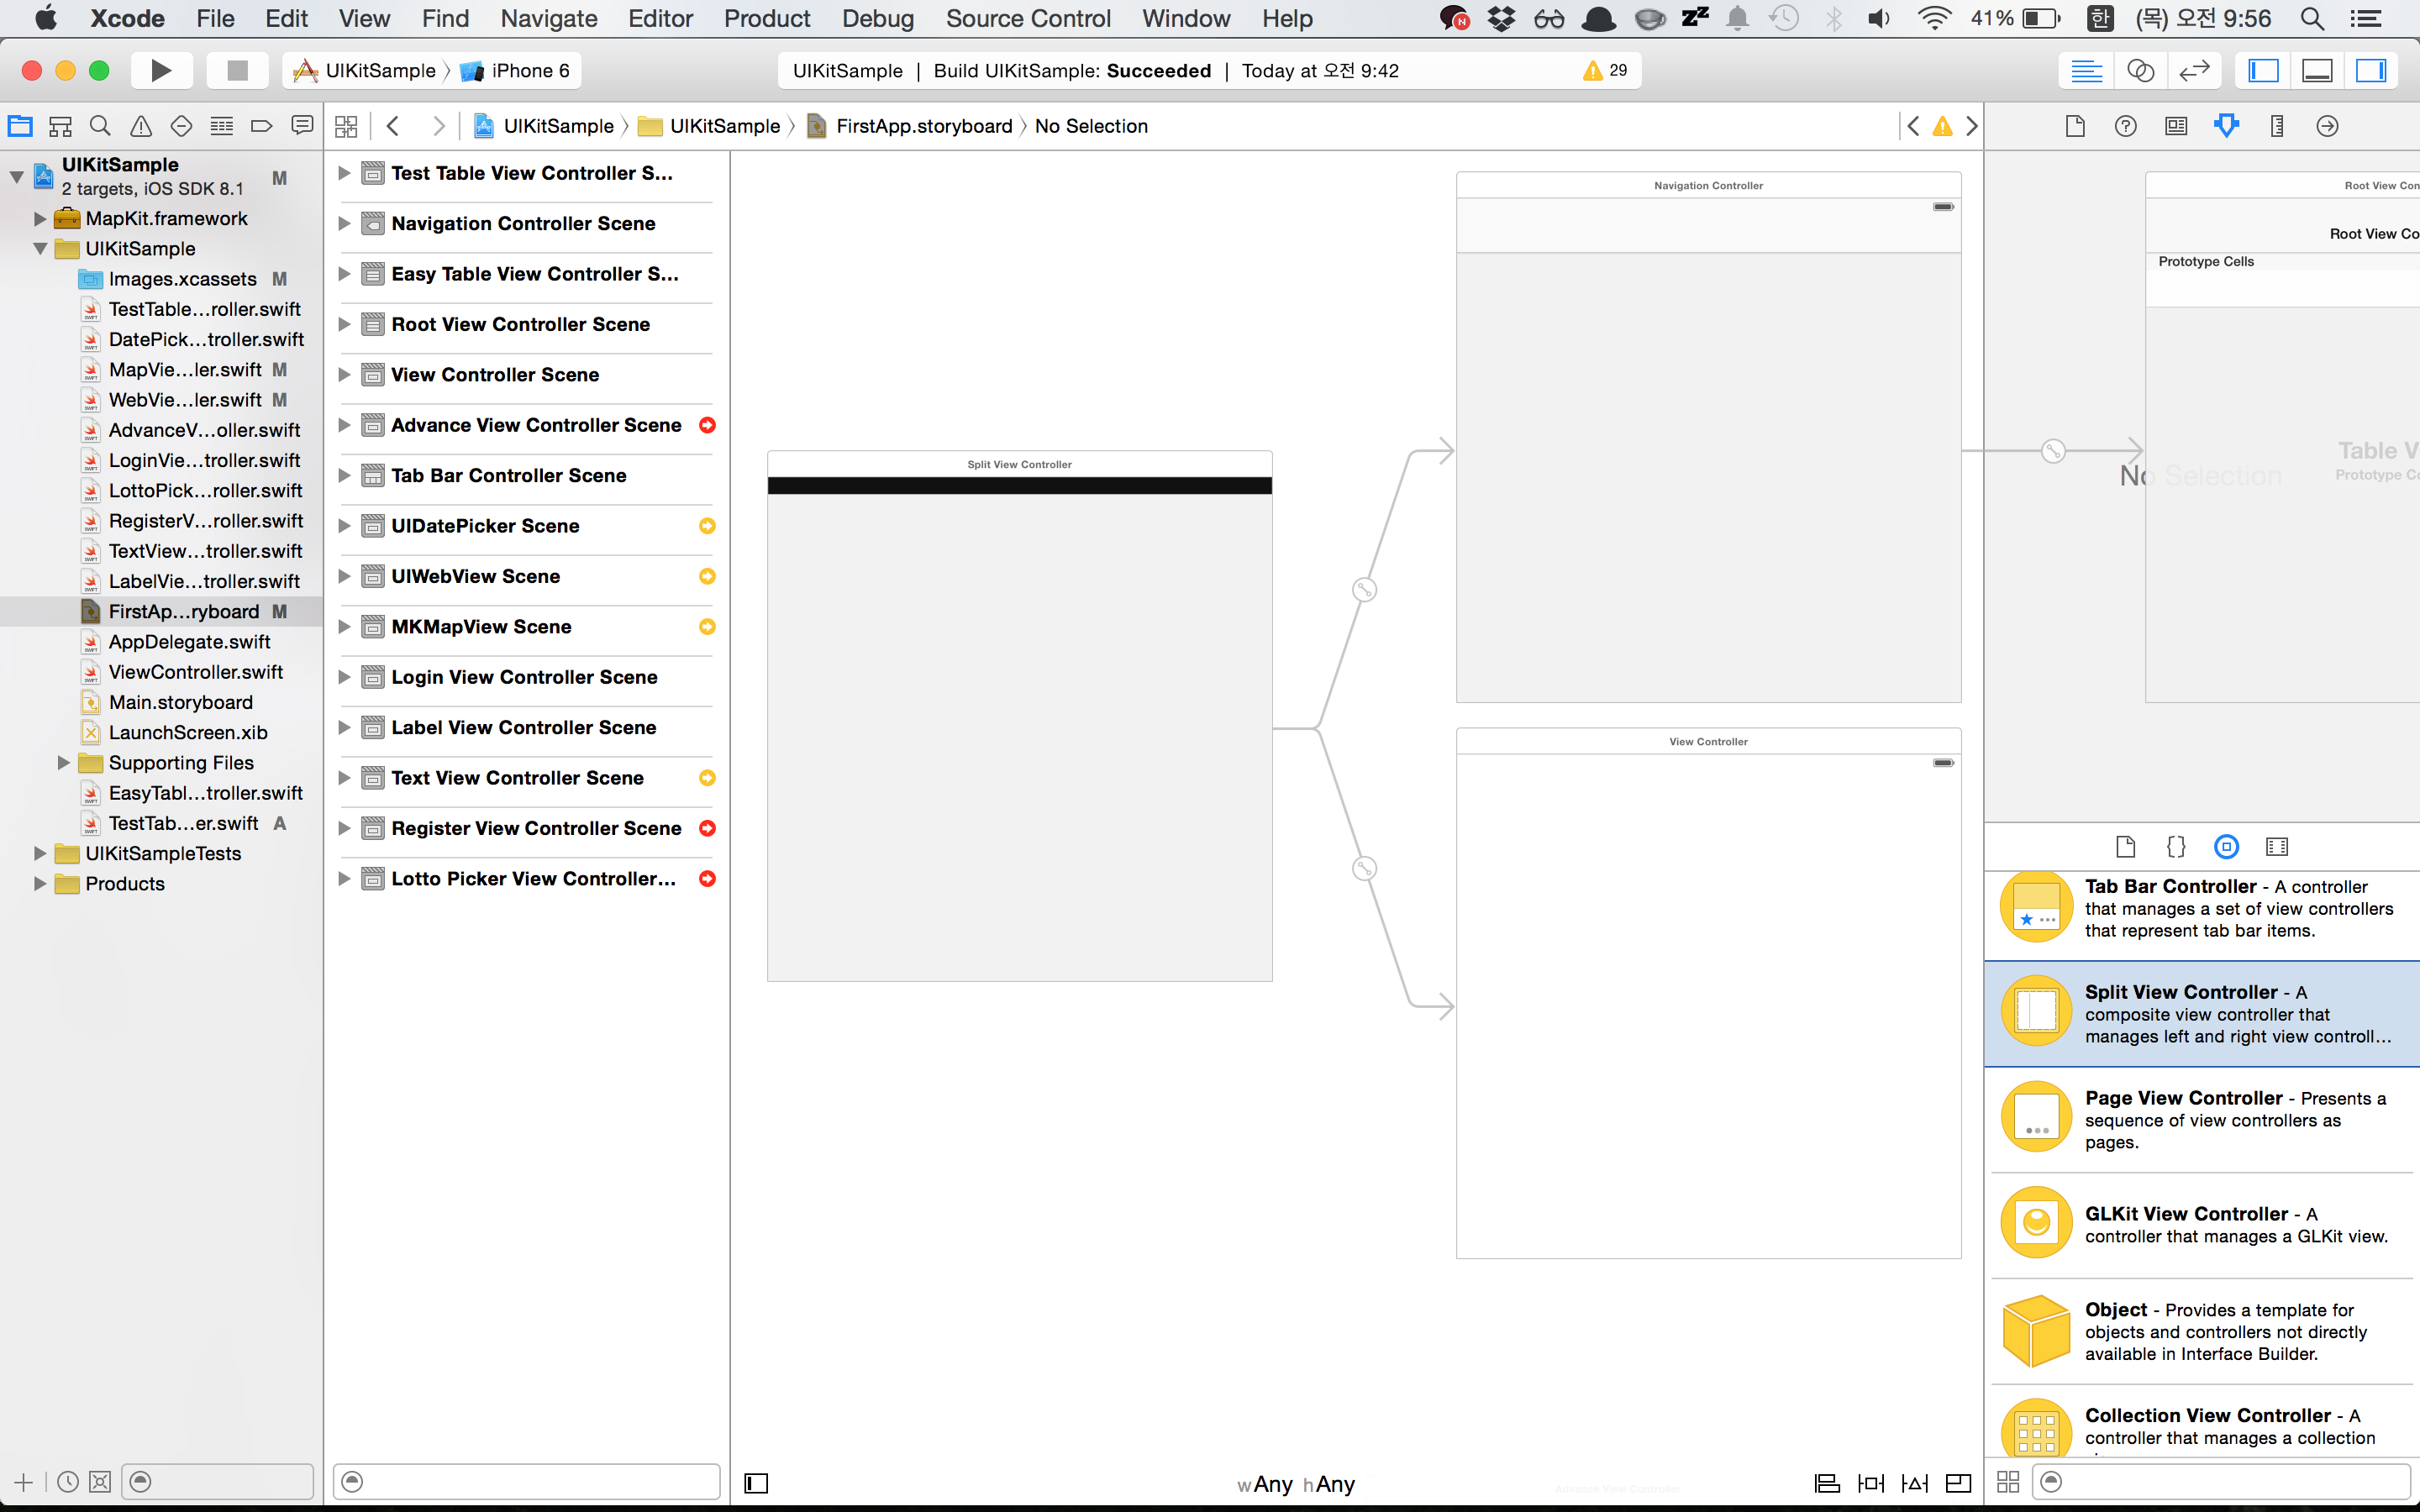 Xcode File Edit View Find Navigate Editor Product Debug Source Control Window Help 41% 한 (목) 오전 9:56
UIKitSample iPhone 6
UIKitSample | Build UIKitSample: Succeeded | Today at 오전 9:42 29
UIKitSample UIKitSample FirstApp.storyboard No Selection
UIKitSample M
2 targets, iOS SDK 8.1
MapKit.framework
UIKitSample
Images.xcassets M
TestTable...roller.swift
DatePick...troller.swift
MapVie...ler.swift M
WebVie...ler.swift M
AdvanceV...oller.swift
LoginVie...troller.swift
LottoPick...roller.swift
RegisterV...roller.swift
TextView...troller.swift
LabelVie...troller.swift
FirstAp...ryboard M
AppDelegate.swift
ViewController.swift
Main.storyboard
LaunchScreen.xib
Supporting Files
EasyTabl...troller.swift
TestTab...er.swift A
UIKitSampleTests
Products
Test Table View Controller S...
Navigation Controller Scene
Easy Table View Controller S...
Root View Controller Scene
View Controller Scene
Advance View Controller Scene
Tab Bar Controller Scene
UIDatePicker Scene
UIWebView Scene
MKMapView Scene
Login View Controller Scene
Label View Controller Scene
Text View Controller Scene
Register View Controller Scene
Lotto Picker View Controller...
Split View Controller
Navigation Controller
View Controller
wAny hAny
Advance View Controller
Root View Con
Root View Co
Prototype Cells
Table V
Prototype Ce
No Selection
Tab Bar Controller - A controller
that manages a set of view controllers
that represent tab bar items.
Split View Controller - A
composite view controller that
manages left and right view controll...
Page View Controller - Presents a
sequence of view controllers as
pages.
GLKit View Controller - A
controller that manages a GLKit view.
Object - Provides a template for
objects and controllers not directly
available in Interface Builder.
Collection View Controller - A
controller that manages a collection